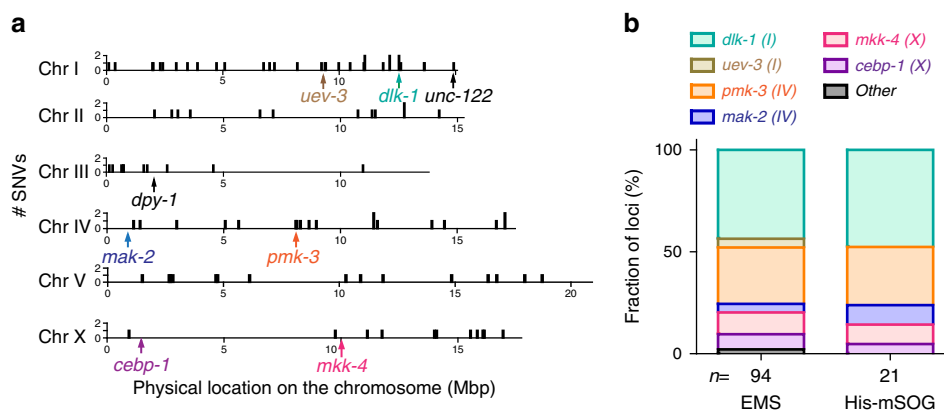 a
# SNVs
Chr I
2
0
0 5 10 15
uev-3 dlk-1 unc-122
Chr II
2
0
0 5 10 15
Chr III
2
0
0 5 10
dpy-1
Chr IV
2
0
0 5 10 15
mak-2 pmk-3
Chr V
2
0
0 5 10 15 20
Chr X
2
0
0 5 10 15
cebp-1 mkk-4
Physical location on the chromosome (Mbp)
b
dlk-1 (I)
uev-3 (I)
pmk-3 (IV)
mak-2 (IV)
mkk-4 (X)
cebp-1 (X)
Other
Fraction of loci (%)
100
50
0
n= 94 21
EMS His-mSOG